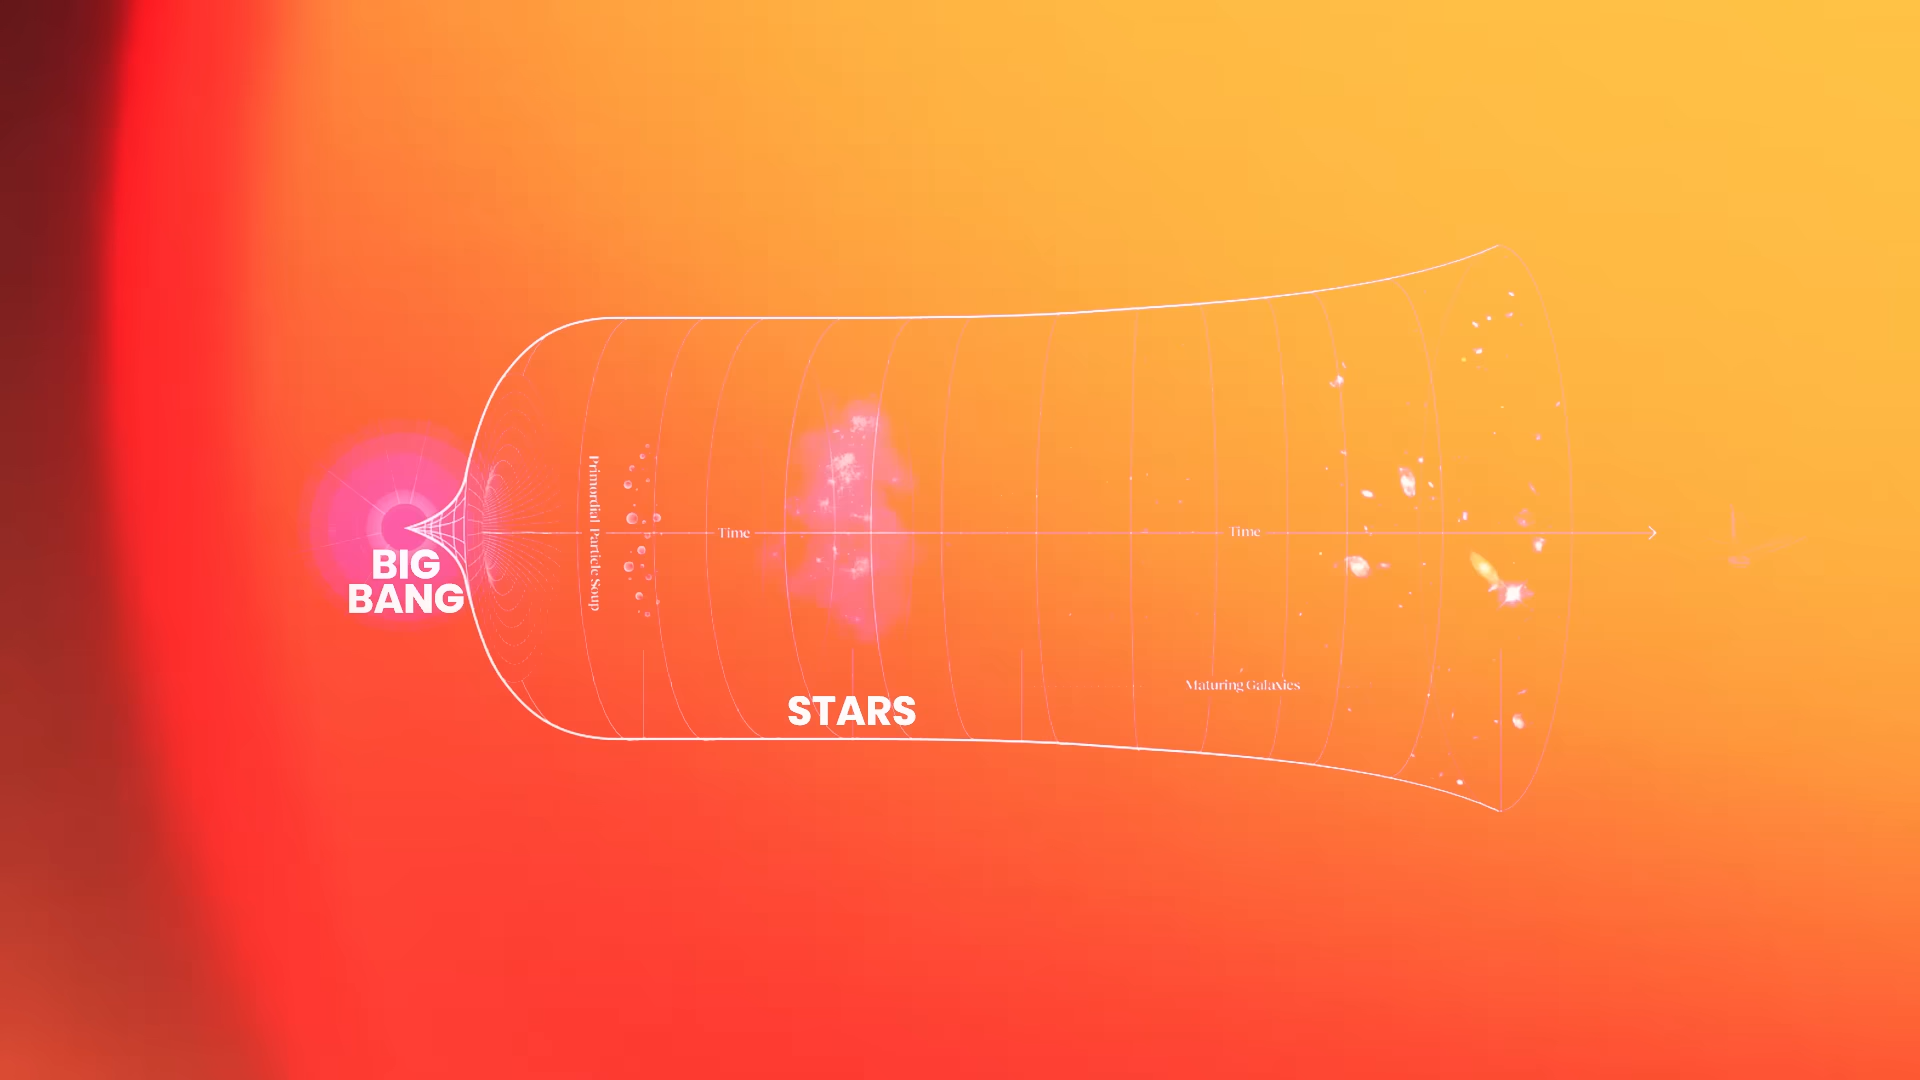 BIG
BANG
Primordial Particle Soup
Time
STARS
Time
Maturing Galaxies